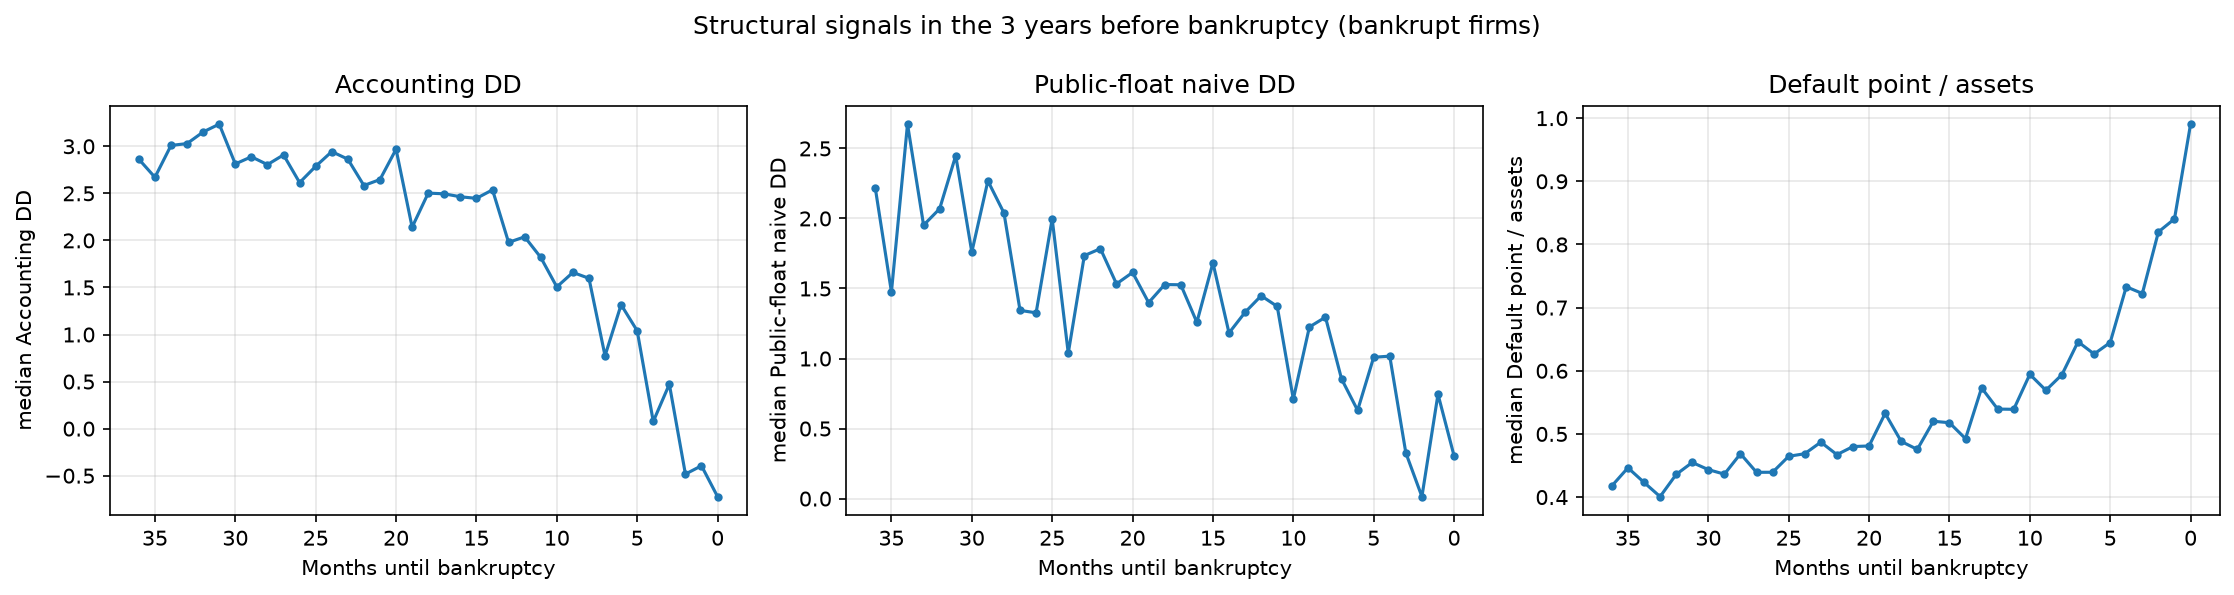 Structural signals in the 3 years before bankruptcy (bankrupt firms)
Accounting DD
median Accounting DD
3.0
2.5
2.0
1.5
1.0
0.5
0.0
−0.5
35 30 25 20 15 10 5 0
Months until bankruptcy
Public-float naive DD
median Public-float naive DD
2.5
2.0
1.5
1.0
0.5
0.0
35 30 25 20 15 10 5 0
Months until bankruptcy
Default point / assets
median Default point / assets
1.0
0.9
0.8
0.7
0.6
0.5
0.4
35 30 25 20 15 10 5 0
Months until bankruptcy